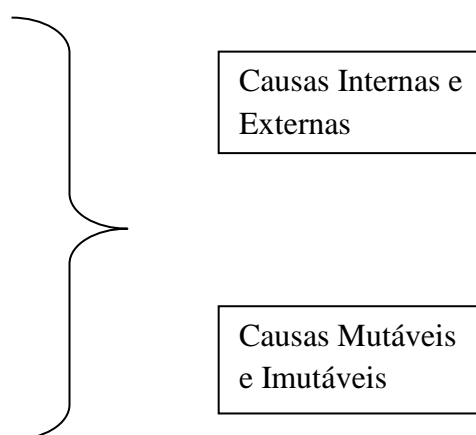 Causas Internas e
Externas
Causas Mutáveis
e Imutáveis